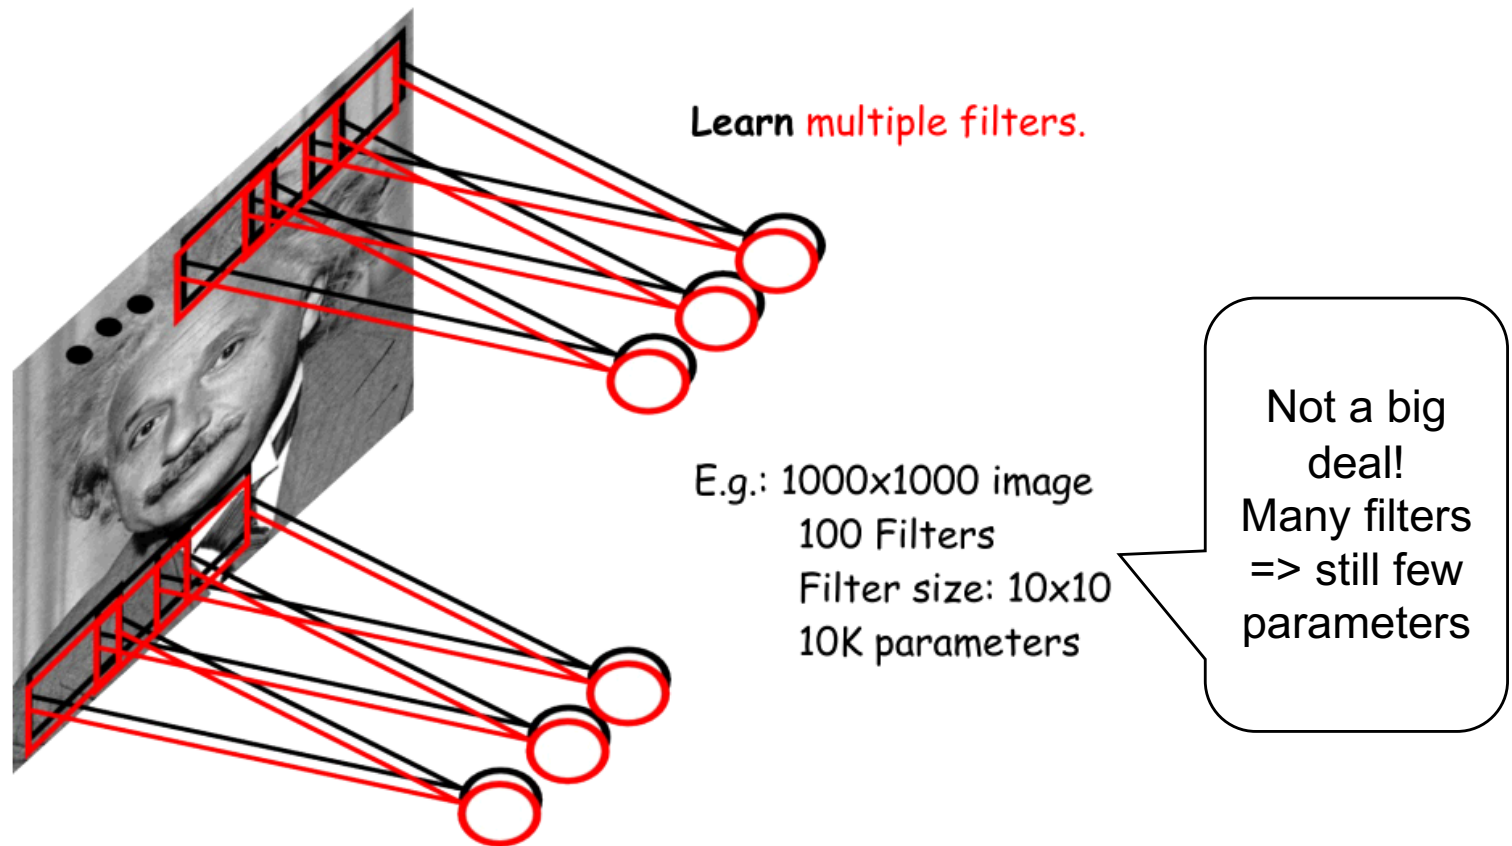 Learn multiple filters.
E.g.: 1000x1000 image
100 Filters
Filter size: 10x10
10K parameters
Not a big
deal!
Many filters
=> still few
parameters